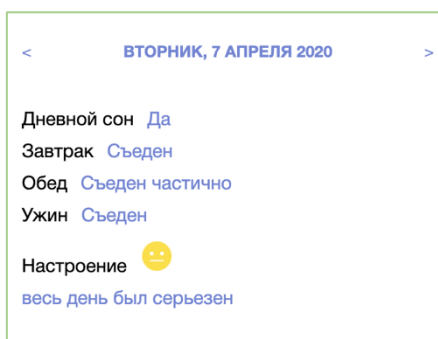 < ВТОРНИК, 7 АПРЕЛЯ 2020 >
Дневной сон Да
Завтрак Съеден
Обед Съеден частично
Ужин Съеден
Настроение
весь день был серьезен